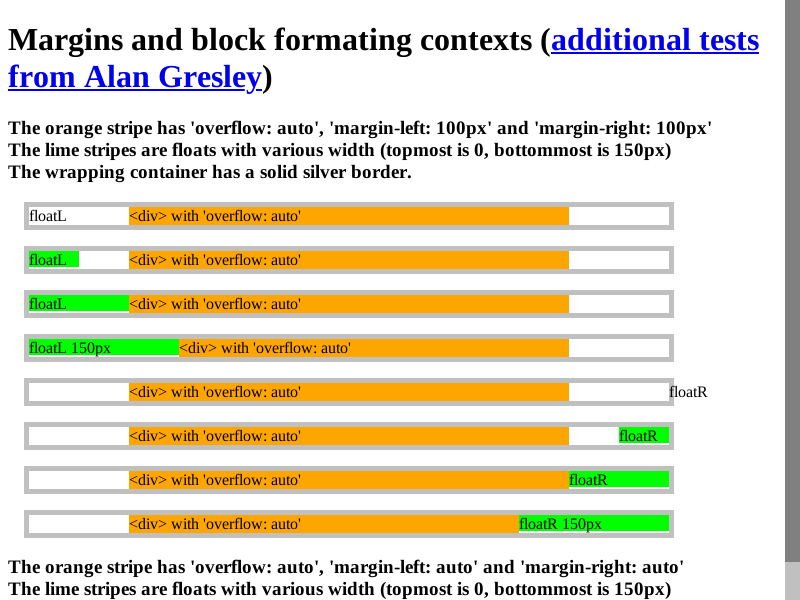 Margins and block formating contexts (additional tests
from Alan Gresley)
The orange stripe has 'overflow: auto', 'margin-left: 100px' and 'margin-right: 100px'
The lime stripes are floats with various width (topmost is 0, bottommost is 150px)
The wrapping container has a solid silver border.
floatL <div> with 'overflow: auto'
floatL <div> with 'overflow: auto'
floatL <div> with 'overflow: auto'
floatL 150px <div> with 'overflow: auto'
<div> with 'overflow: auto' floatR
<div> with 'overflow: auto' floatR
<div> with 'overflow: auto' floatR
<div> with 'overflow: auto' floatR 150px
The orange stripe has 'overflow: auto', 'margin-left: auto' and 'margin-right: auto'
The lime stripes are floats with various width (topmost is 0, bottommost is 150px)